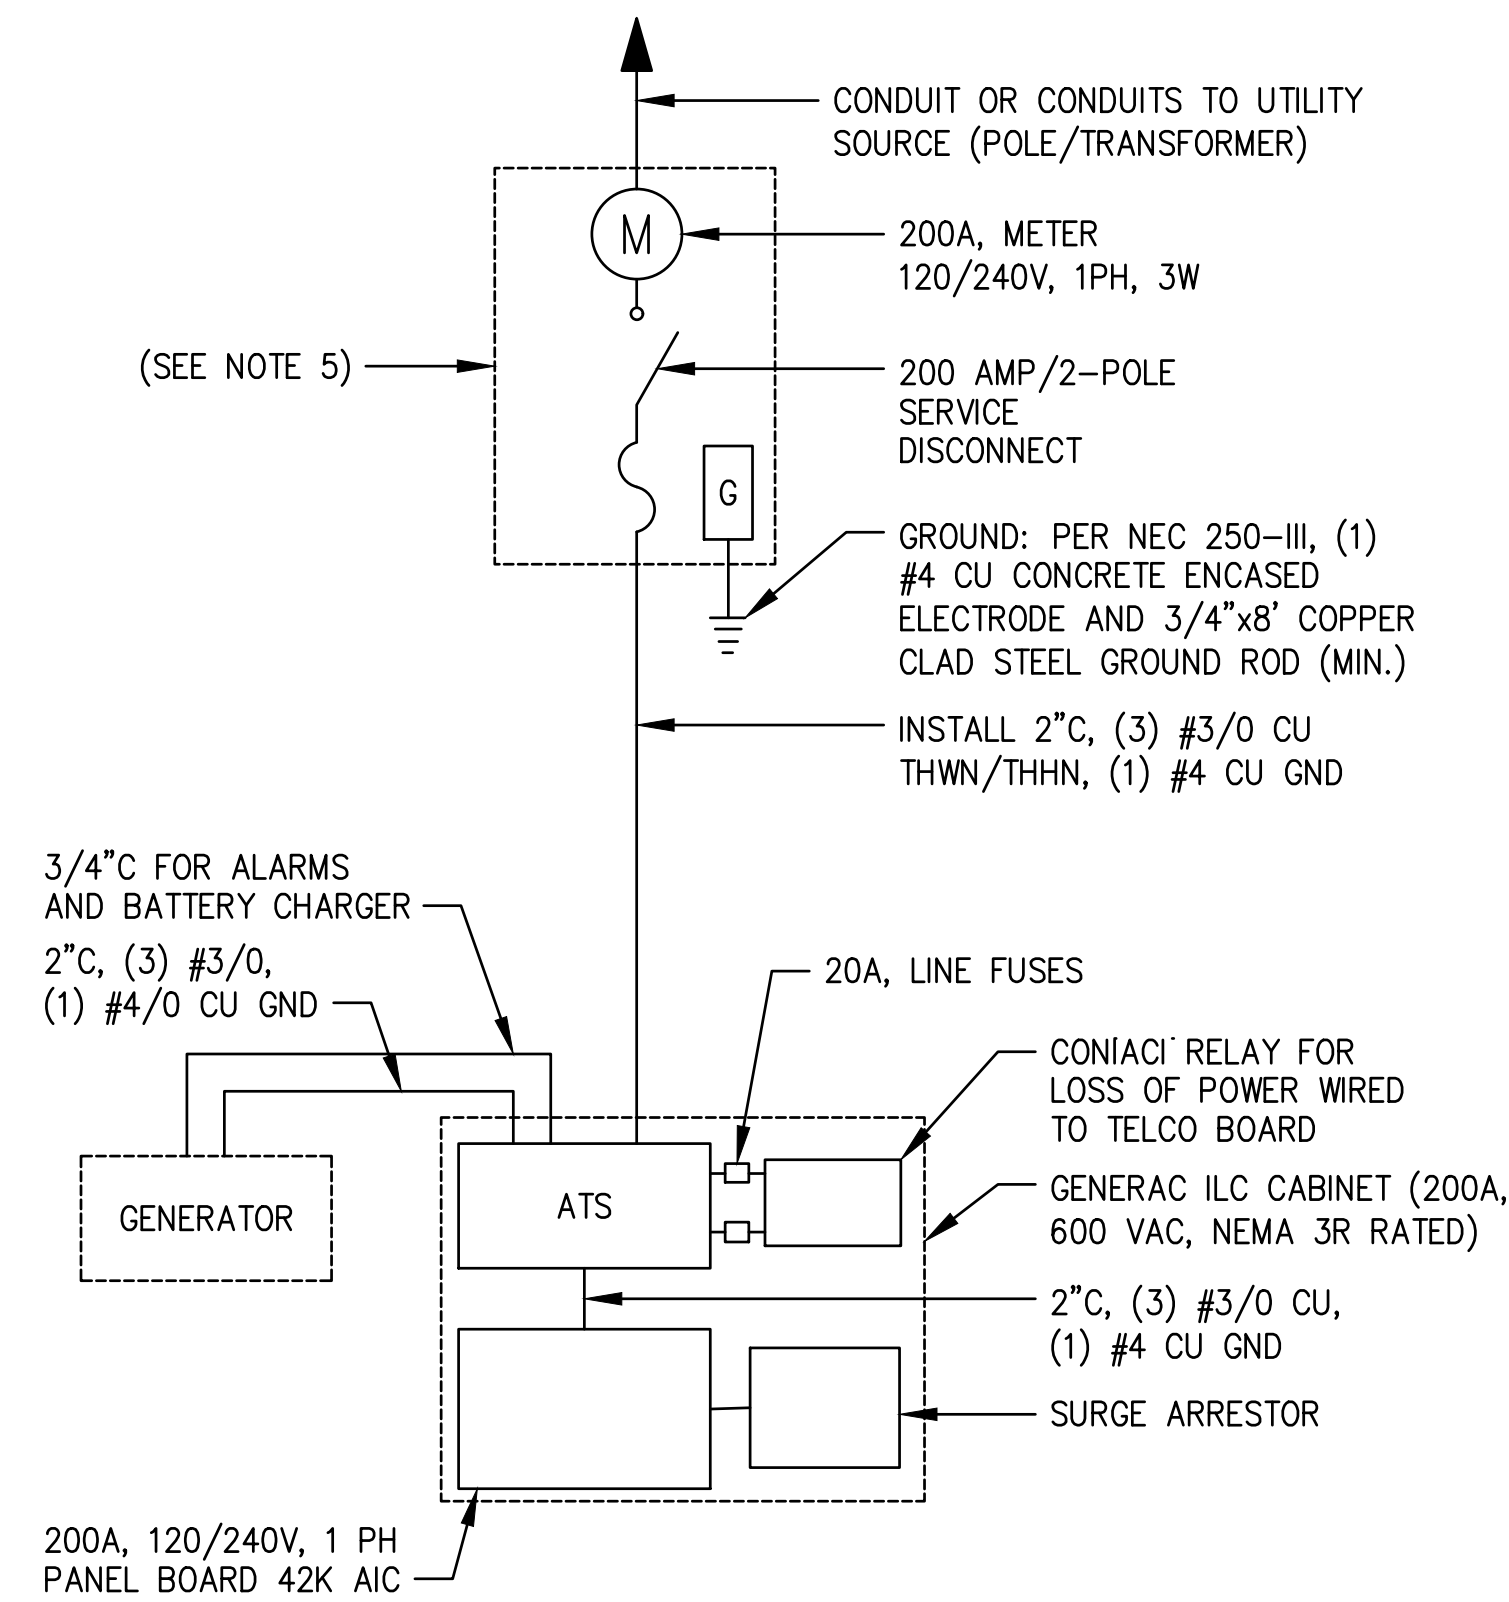 CONDUIT OR CONDUITS TO UTILITY
SOURCE (POLE/TRANSFORMER)
M
200A, METER
120/240V, 1PH, 3W
(SEE NOTE 5)
200 AMP/2-POLE
SERVICE
DISCONNECT
G
GROUND: PER NEC 250-III, (1)
#4 CU CONCRETE ENCASED
ELECTRODE AND 3/4"x8' COPPER
CLAD STEEL GROUND ROD (MIN.)
INSTALL 2"C, (3) #3/0 CU
THWN/THHN, (1) #4 CU GND
3/4"C FOR ALARMS
AND BATTERY CHARGER
2"C, (3) #3/0,
(1) #4/0 CU GND
20A, LINE FUSES
CONTACT RELAY FOR
LOSS OF POWER WIRED
TO TELCO BOARD
GENERATOR
ATS
GENERAC ILC CABINET (200A,
600 VAC, NEMA 3R RATED)
2"C, (3) #3/0 CU,
(1) #4 CU GND
SURGE ARRESTOR
200A, 120/240V, 1 PH
PANEL BOARD 42K AIC